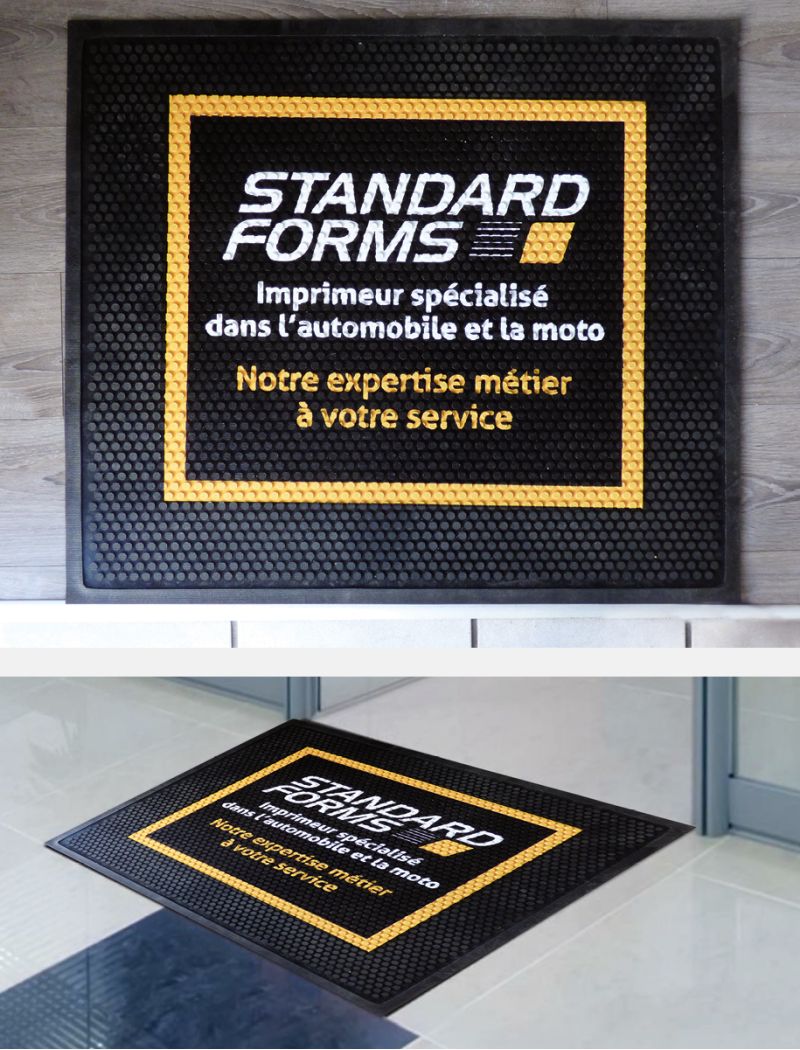 STANDARD
FORMS
Imprimeur spécialisé
dans l'automobile et la moto
Notre expertise métier
à votre service
STANDARD
FORMS
Imprimeur spécialisé
dans l'automobile et la moto
Notre expertise métier
à votre service